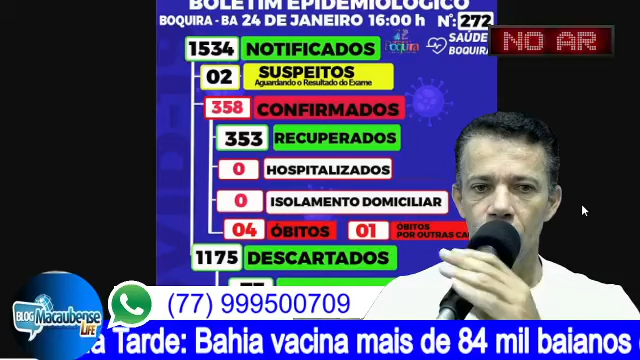 BOLETIM EPIDEMIOLÓGICO
BOQUIRA - BA 24 DE JANEIRO 16:00 h Nº: 272
NO AR
1534 NOTIFICADOS
Boquira
SAÚDE
BOQUIRA
02 SUSPEITOS
Aguardando o Resultado do Exame
358 CONFIRMADOS
353 RECUPERADOS
0 HOSPITALIZADOS
0 ISOLAMENTO DOMICILIAR
04 ÓBITOS
01 ÓBITOS
POR OUTRAS CA
1175 DESCARTADOS
BLOG Macaubense LIFE
(77) 999500709
a Tarde: Bahia vacina mais de 84 mil baianos